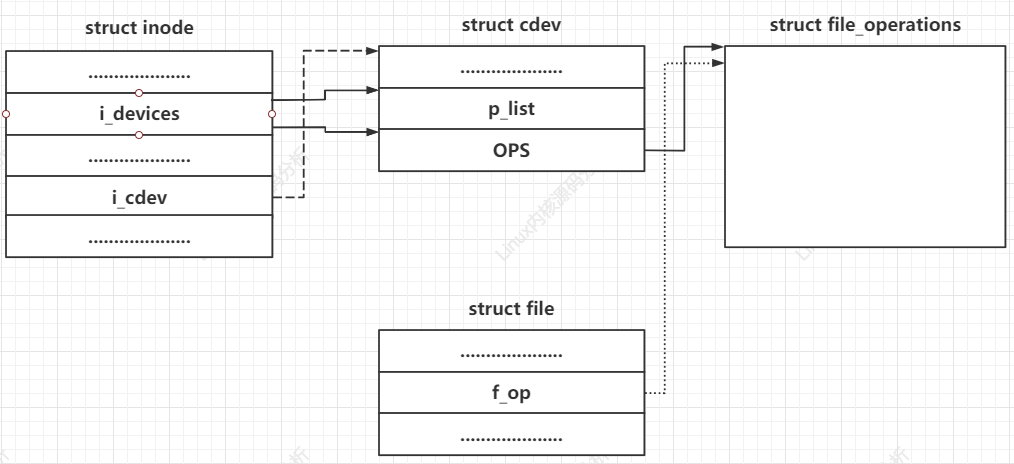 struct inode
....................
i_devices
....................
i_cdev
....................
struct cdev
....................
p_list
OPS
struct file_operations
struct file
....................
f_op
....................
Linux内核源码分